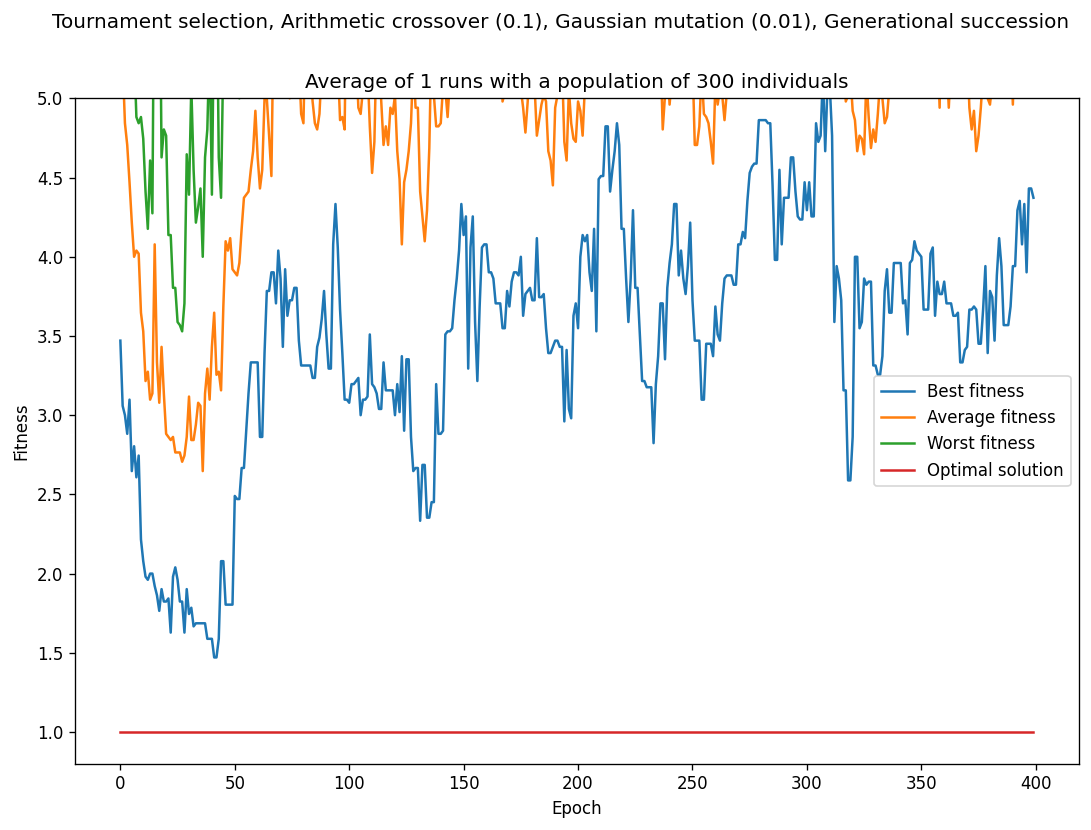 Tournament selection, Arithmetic crossover (0.1), Gaussian mutation (0.01), Generational succession
Average of 1 runs with a population of 300 individuals
5.0
4.5
4.0
3.5
3.0
2.5
2.0
1.5
1.0
Fitness
Best fitness
Average fitness
Worst fitness
Optimal solution
0 50 100 150 200 250 300 350 400
Epoch